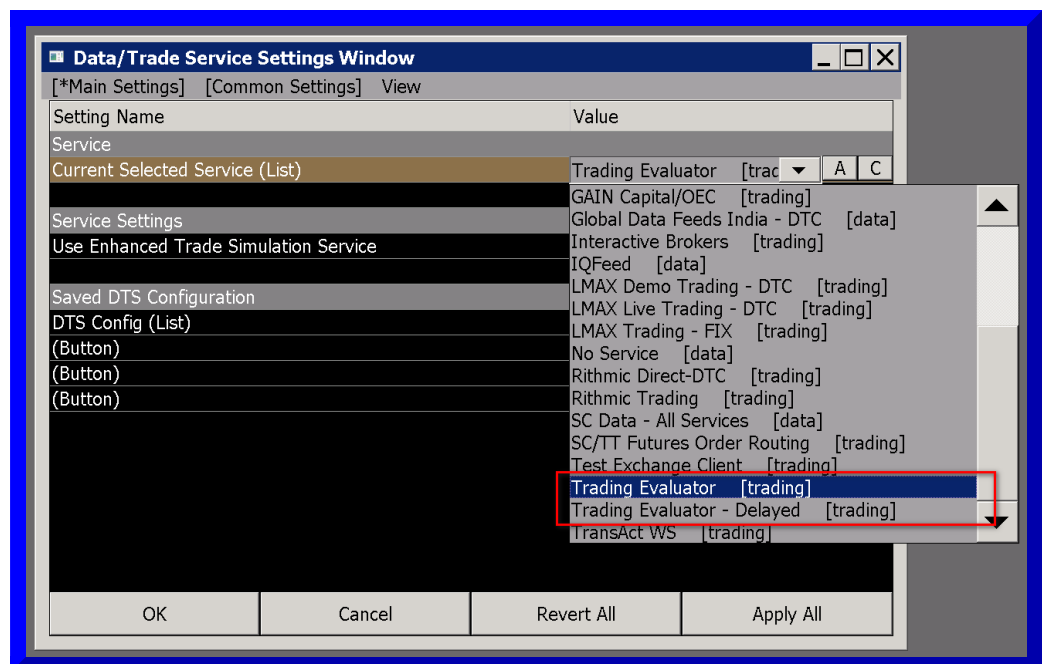 Data/Trade Service Settings Window
[*Main Settings] [Common Settings] View
Setting Name Value
Service
Current Selected Service (List) Trading Evaluator [trad A C
GAIN Capital/OEC [trading]
Service Settings Global Data Feeds India - DTC [data]
Use Enhanced Trade Simulation Service Interactive Brokers [trading]
IQFeed [data]
LMAX Demo Trading - DTC [trading]
Saved DTS Configuration LMAX Live Trading - DTC [trading]
DTS Config (List) LMAX Trading - FIX [trading]
(Button) No Service [data]
(Button) Rithmic Direct-DTC [trading]
(Button) Rithmic Trading [trading]
SC Data - All Services [data]
SC/TT Futures Order Routing [trading]
Test Exchange Client [trading]
Trading Evaluator [trading]
Trading Evaluator - Delayed [trading]
TransAct WS [trading]
OK Cancel Revert All Apply All